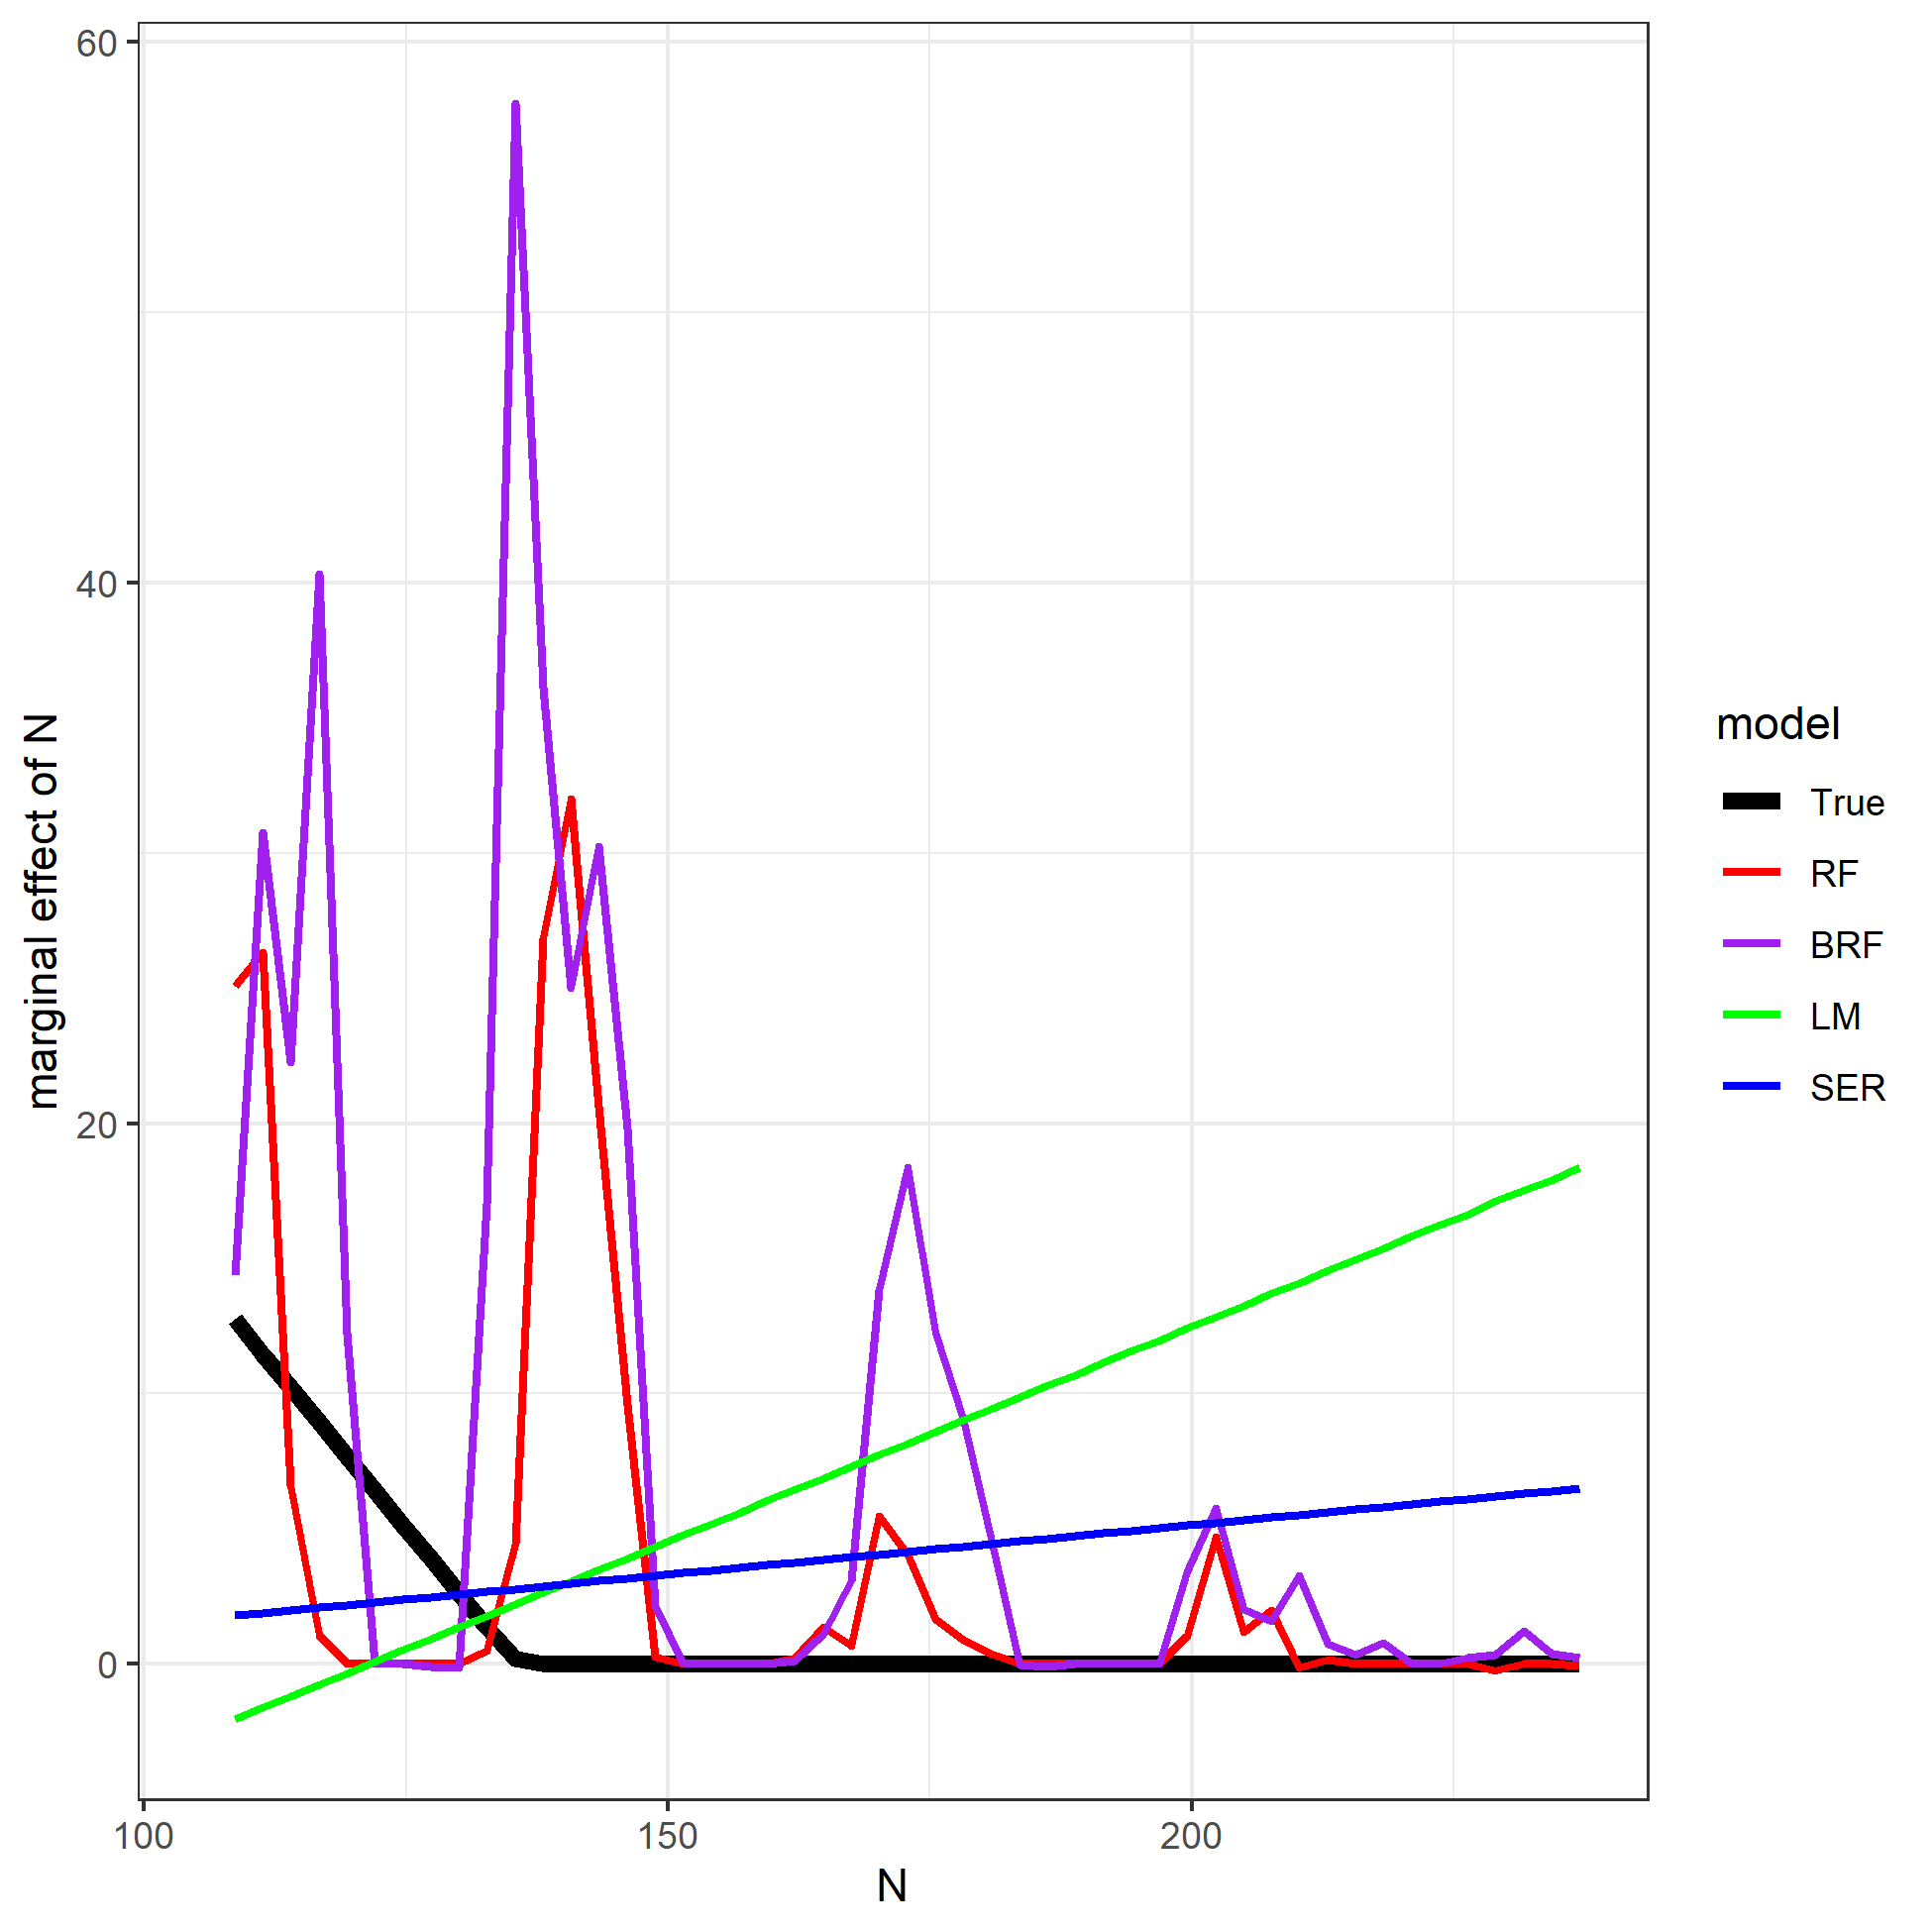 60
40
20
0
marginal effect of N
100
150
200
N
model
True
RF
BRF
LM
SER